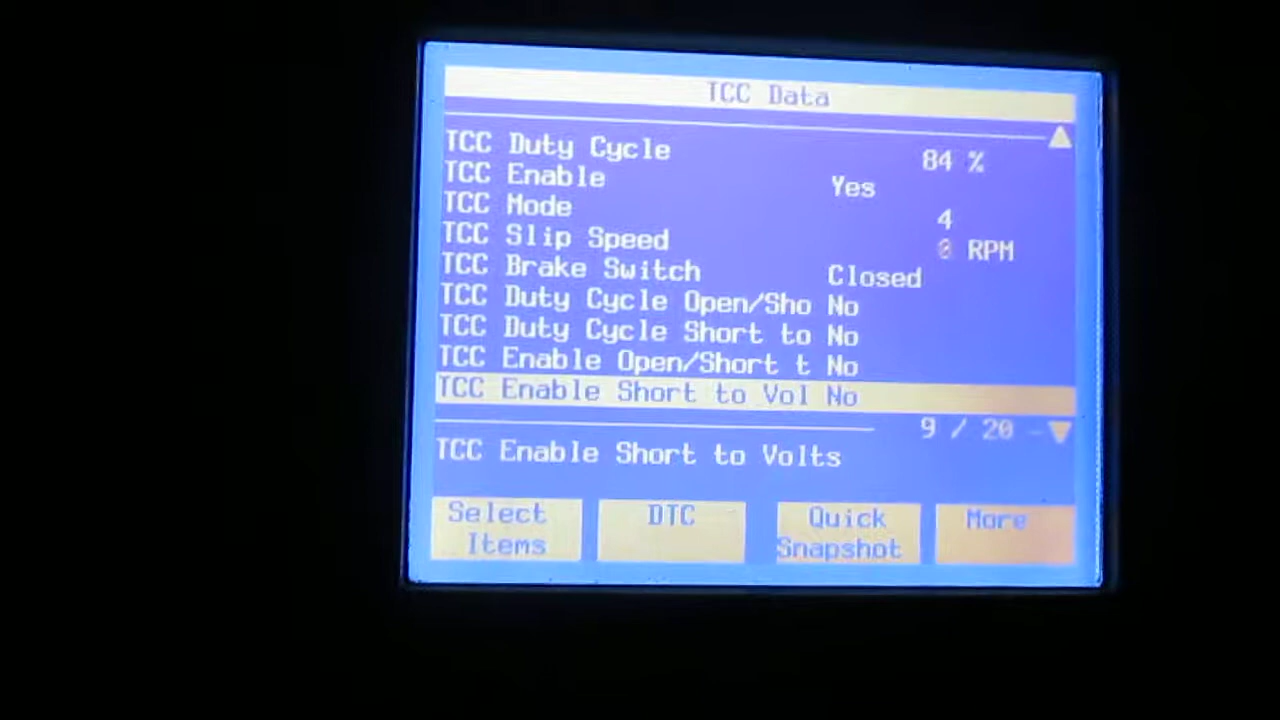 TCC Data
TCC Duty Cycle 84 %
TCC Enable Yes
TCC Mode 4
TCC Slip Speed 0 RPM
TCC Brake Switch Closed
TCC Duty Cycle Open/Sho No
TCC Duty Cycle Short to No
TCC Enable Open/Short t No
TCC Enable Short to Vol No
9 / 20
TCC Enable Short to Volts
Select Items
DTC
Quick Snapshot
More